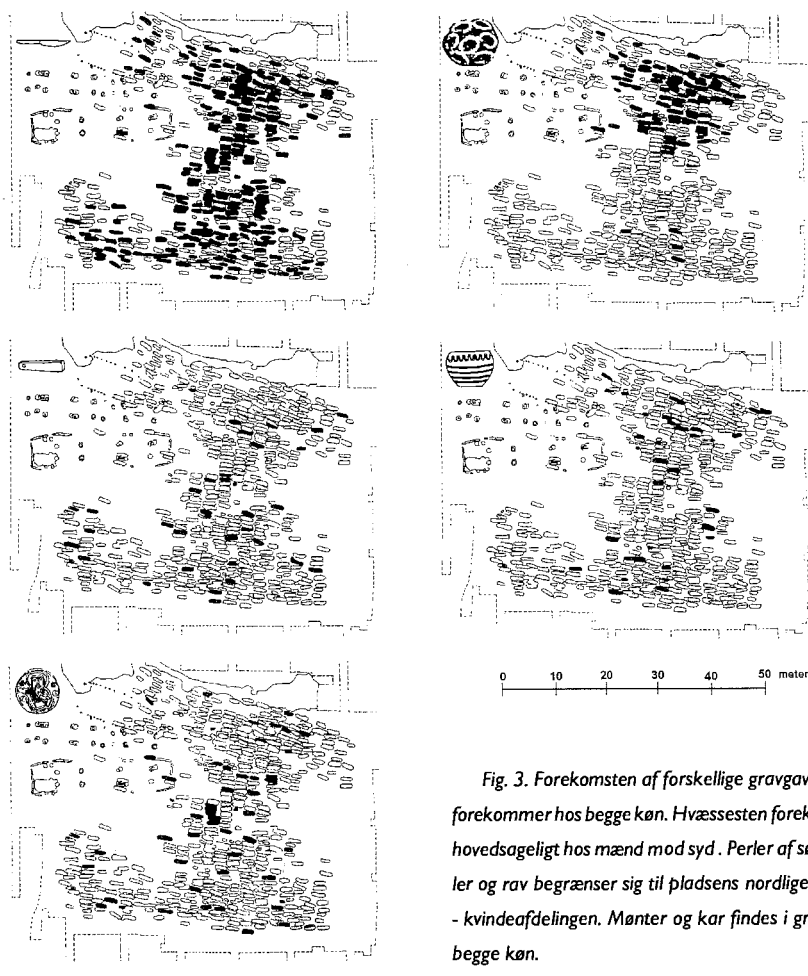 0 10 20 30 40 50 meter
Fig. 3. Forekomsten af forskellige gravgav
forekommer hos begge køn. Hvæssesten forek
hovedsageligt hos mænd mod syd . Perler af sø
ler og rav begrænser sig til pladsens nordlige
- kvindeafdelingen. Mønter og kar findes i gr
begge køn.